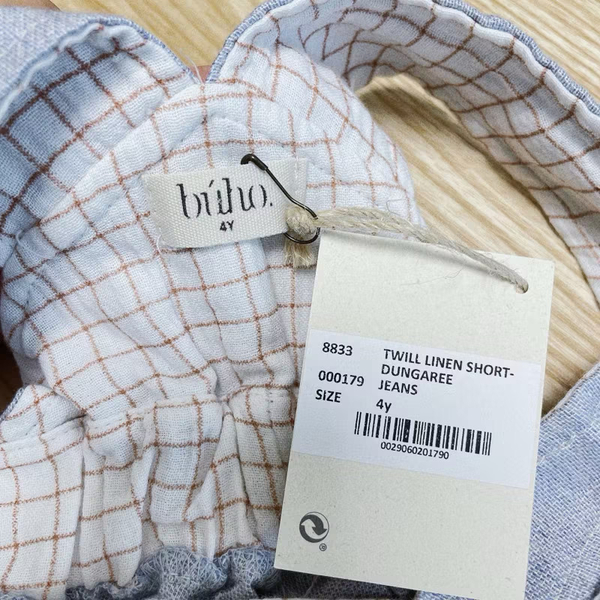 búho.
4Y
8833 TWILL LINEN SHORT-
DUNGAREE
000179 JEANS
SIZE 4y
0029060201790
®